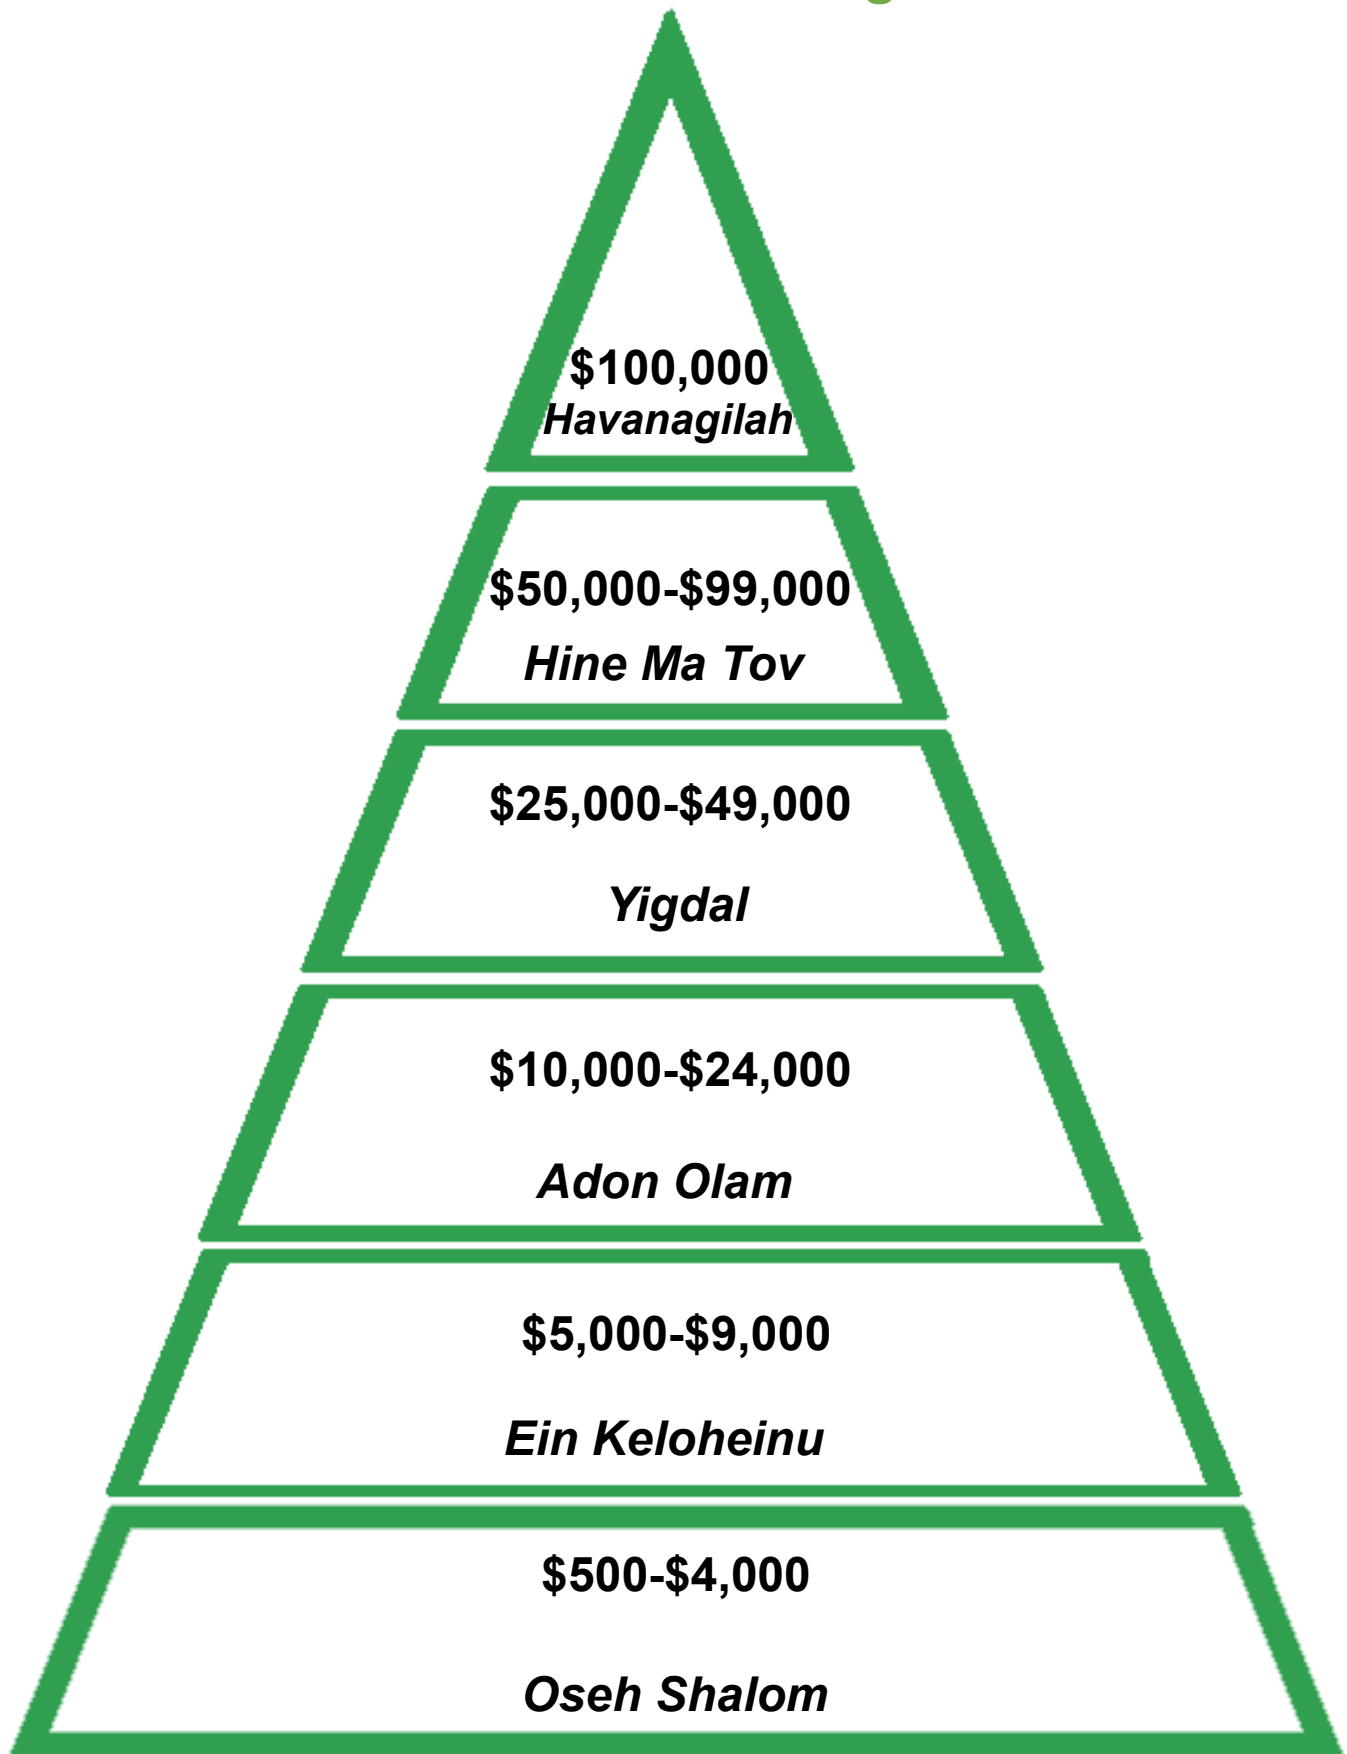 $100,000
Havanagilah
$50,000-$99,000
Hine Ma Tov
$25,000-$49,000
Yigdal
$10,000-$24,000
Adon Olam
$5,000-$9,000
Ein Keloheinu
$500-$4,000
Oseh Shalom